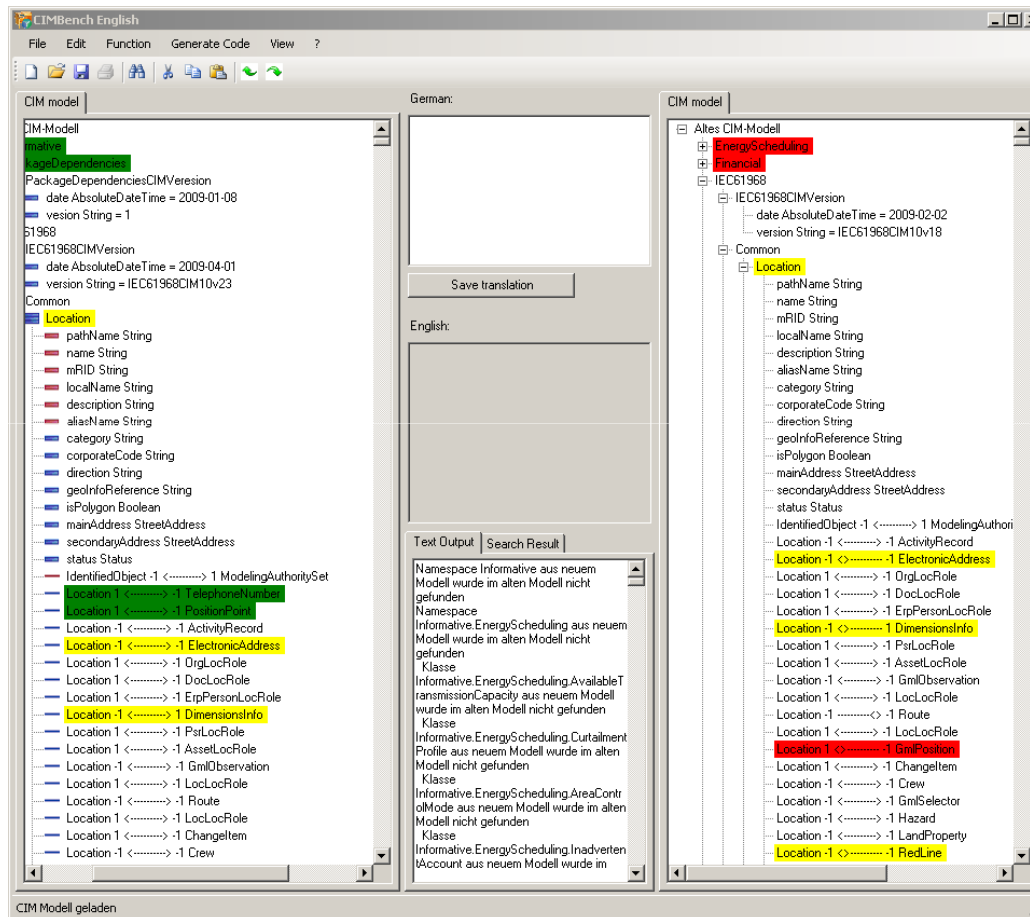 CIMBench English
File Edit Function Generate Code View ?
CIM model
CIM-Modell
rmative
kageDependencies
PackageDependenciesCIMVeresion
date AbsoluteDateTime = 2009-01-08
vesion String = 1
61968
IEC61968CIMVersion
date AbsoluteDateTime = 2009-04-01
version String = IEC61968CIM10v23
Common
Location
pathName String
name String
mRID String
localName String
description String
aliasName String
category String
corporateCode String
direction String
geoInfoReference String
isPolygon Boolean
mainAddress StreetAddress
secondaryAddress StreetAddress
status Status
IdentifiedObject -1 <---------> 1 ModelingAuthoritySet
Location 1 <---------> -1 TelephoneNumber
Location 1 <---------> -1 PositionPoint
Location -1 <---------> -1 ActivityRecord
Location -1 <---------> -1 ElectronicAddress
Location 1 <---------> -1 OrgLocRole
Location 1 <---------> -1 DocLocRole
Location 1 <---------> -1 ErpPersonLocRole
Location -1 <---------> 1 DimensionsInfo
Location 1 <---------> -1 PsrLocRole
Location 1 <---------> -1 AssetLocRole
Location -1 <---------> -1 GmlObservation
Location 1 <---------> -1 LocLocRole
Location -1 <---------> -1 Route
Location 1 <---------> -1 LocLocRole
Location 1 <---------> -1 ChangeItem
Location -1 <---------> -1 Crew
German:
Save translation
English:
Text Output Search Result
Namespace Informative aus neuem
Modell wurde im alten Modell nicht
gefunden
Namespace
Informative.EnergyScheduling aus neuem
Modell wurde im alten Modell nicht
gefunden
Klasse
Informative.EnergyScheduling.AvailableT
ransmissionCapacity aus neuem Modell
wurde im alten Modell nicht gefunden
Klasse
Informative.EnergyScheduling.Curtailment
Profile aus neuem Modell wurde im alten
Modell nicht gefunden
Klasse
Informative.EnergyScheduling.AreaContr
olMode aus neuem Modell wurde im alten
Modell nicht gefunden
Klasse
Informative.EnergyScheduling.Inadverten
tAccount aus neuem Modell wurde im
CIM model
Altes CIM-Modell
EnergyScheduling
Financial
IEC61968
IEC61968CIMVersion
date AbsoluteDateTime = 2009-02-02
version String = IEC61968CIM10v18
Common
Location
pathName String
name String
mRID String
localName String
description String
aliasName String
category String
corporateCode String
direction String
geoInfoReference String
isPolygon Boolean
mainAddress StreetAddress
secondaryAddress StreetAddress
status Status
IdentifiedObject -1 <---------> 1 ModelingAuthori
Location -1 <---------> -1 ActivityRecord
Location -1 <>--------- -1 ElectronicAddress
Location 1 <---------> -1 OrgLocRole
Location 1 <---------> -1 DocLocRole
Location 1 <---------> -1 ErpPersonLocRole
Location -1 <>--------- 1 DimensionsInfo
Location 1 <---------> -1 PsrLocRole
Location 1 <---------> -1 AssetLocRole
Location -1 <---------> -1 GmlObservation
Location 1 <---------> -1 LocLocRole
Location -1 ---------<> -1 Route
Location 1 <---------> -1 LocLocRole
Location 1 <>--------- -1 GmlPosition
Location 1 <---------> -1 ChangeItem
Location -1 <---------> -1 Crew
Location -1 <---------> -1 GmlSelector
Location -1 <---------> -1 Hazard
Location -1 <---------> -1 LandProperty
Location -1 <>--------- -1 RedLine
CIM Modell geladen